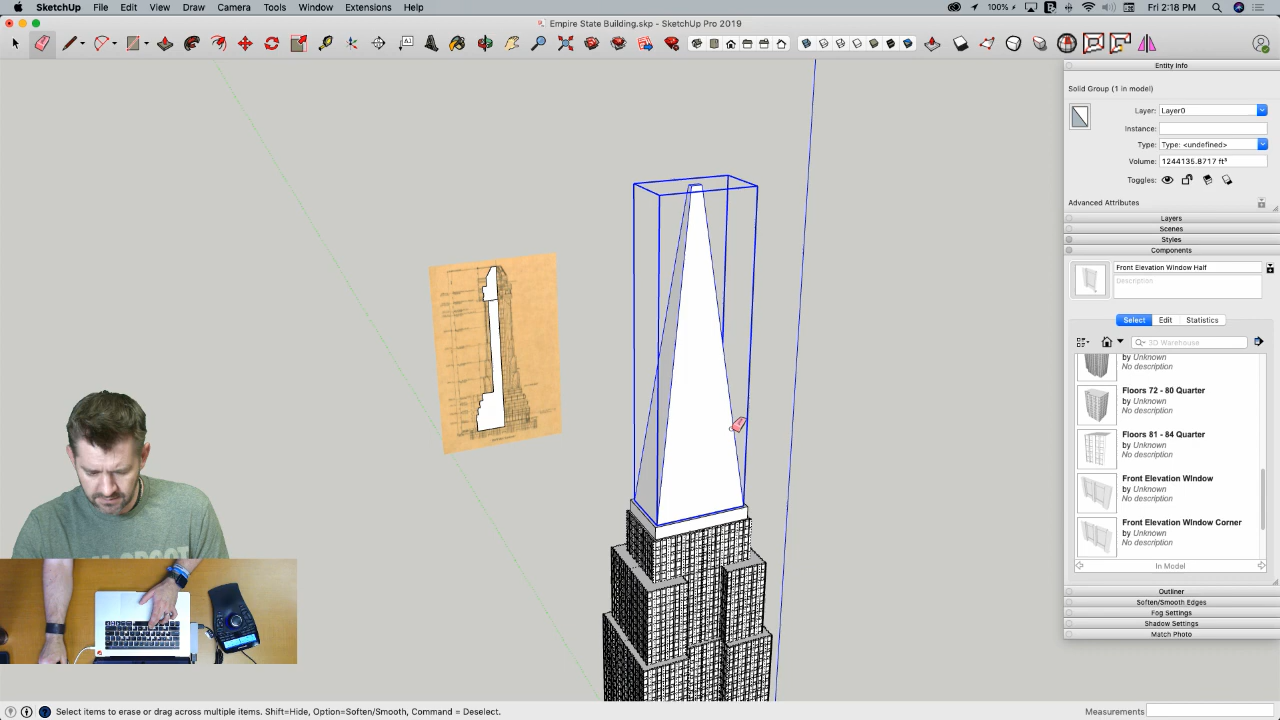 SketchUp File Edit View Draw Camera Tools Window Extensions Help
100% Fri 2:18 PM
Empire State Building.skp - SketchUp Pro 2019
Entity Info
Solid Group (1 in model)
Layer: Layer0
Instance:
Type: Type: <undefined>
Volume: 1244135.8717 ft³
Toggles:
Advanced Attributes
Layers
Scenes
Styles
Components
Front Elevation Window Half
Description
Select Edit Statistics
3D Warehouse
by Unknown
No description
Floors 72 - 80 Quarter
by Unknown
No description
Floors 81 - 84 Quarter
by Unknown
No description
Front Elevation WIndow
by Unknown
No description
Front Elevation WIndow Corner
by Unknown
No description
In Model
Outliner
Soften/Smooth Edges
Fog Settings
Shadow Settings
Match Photo
Select items to erase or drag across multiple items. Shift=Hide, Option=Soften/Smooth, Command = Deselect.
Measurements